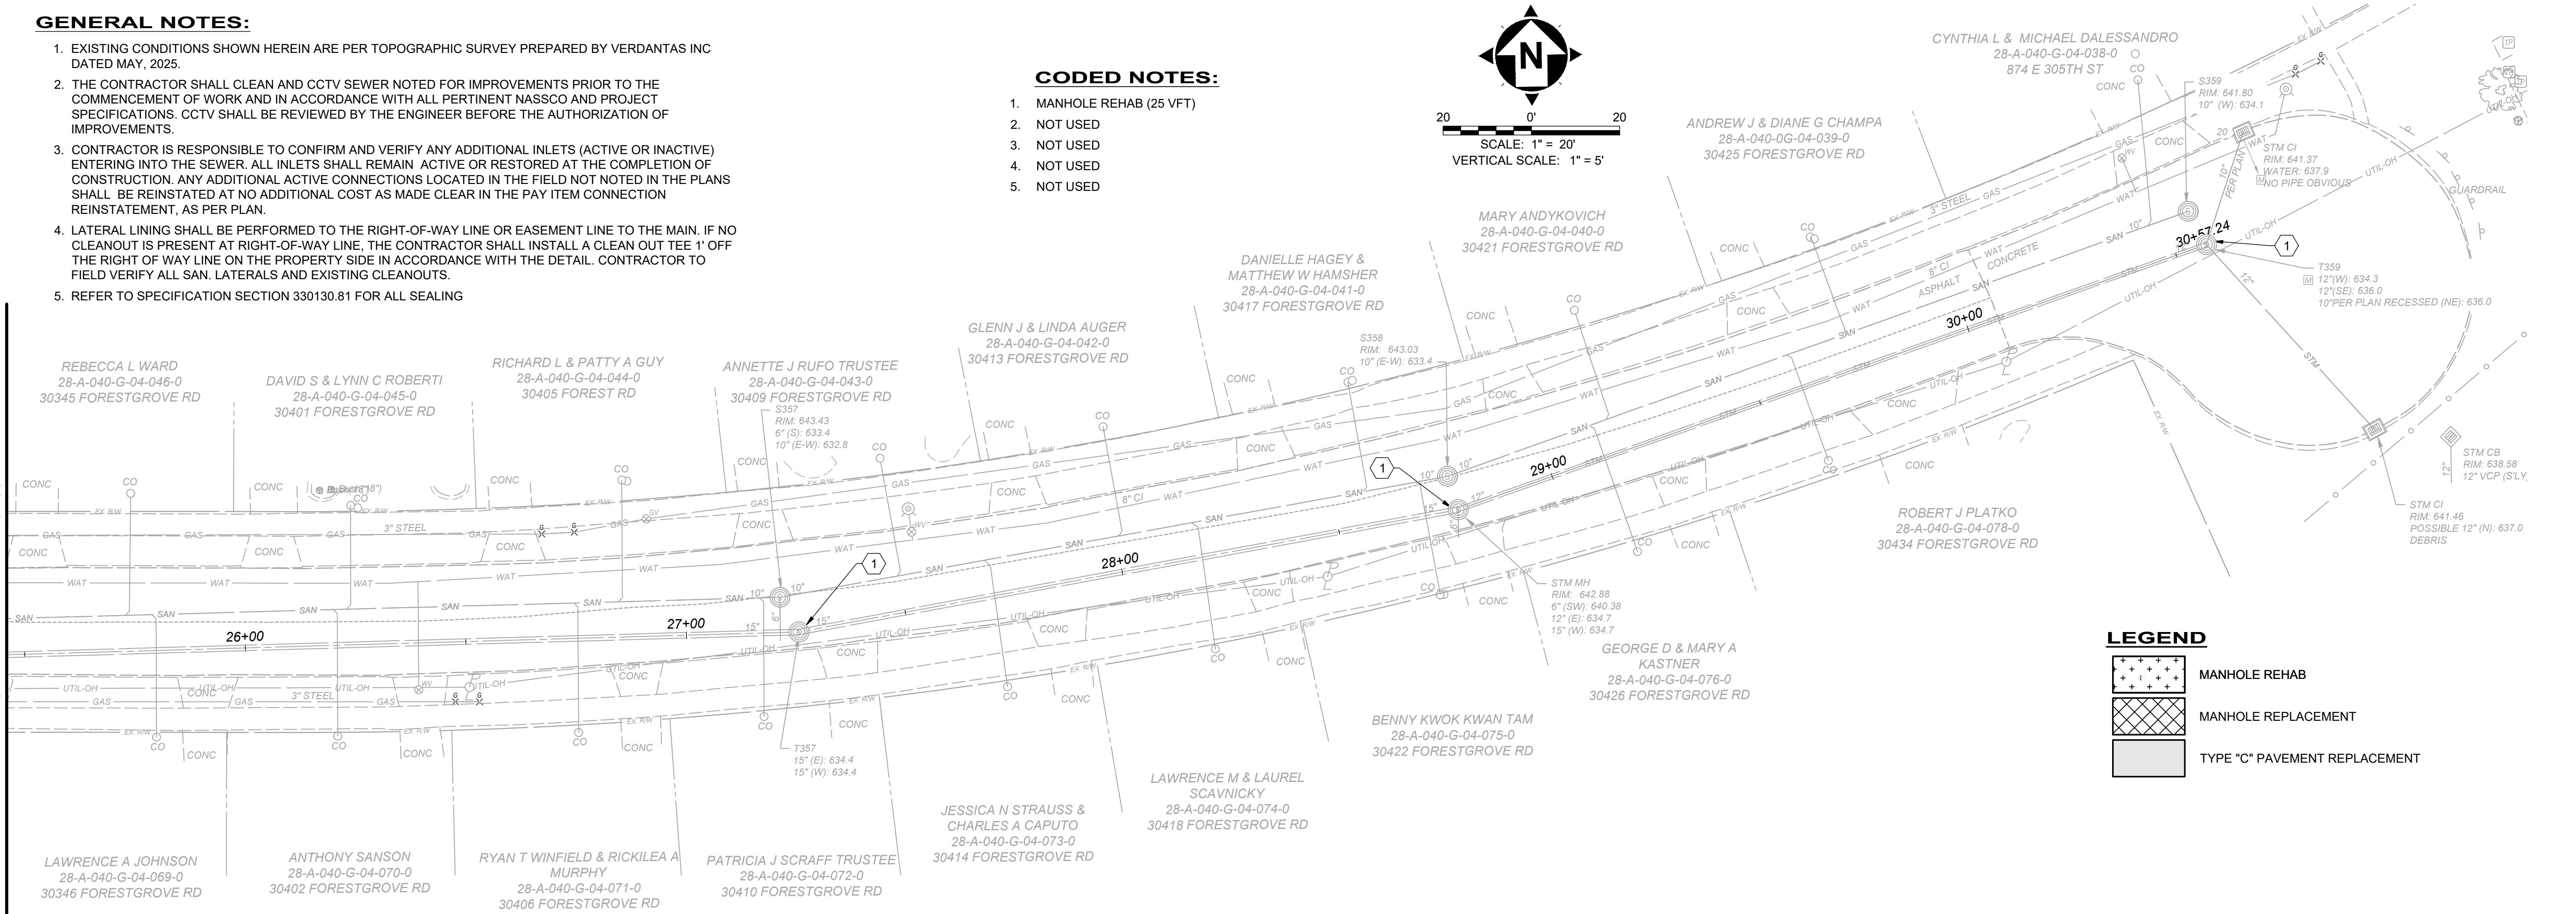 GENERAL NOTES:
1. EXISTING CONDITIONS SHOWN HEREIN ARE PER TOPOGRAPHIC SURVEY PREPARED BY VERDANTAS INC
DATED MAY, 2025.
2. THE CONTRACTOR SHALL CLEAN AND CCTV SEWER NOTED FOR IMPROVEMENTS PRIOR TO THE
COMMENCEMENT OF WORK AND IN ACCORDANCE WITH ALL PERTINENT NASSCO AND PROJECT
SPECIFICATIONS. CCTV SHALL BE REVIEWED BY THE ENGINEER BEFORE THE AUTHORIZATION OF
IMPROVEMENTS.
3. CONTRACTOR IS RESPONSIBLE TO CONFIRM AND VERIFY ANY ADDITIONAL INLETS (ACTIVE OR INACTIVE)
ENTERING INTO THE SEWER. ALL INLETS SHALL REMAIN ACTIVE OR RESTORED AT THE COMPLETION OF
CONSTRUCTION. ANY ADDITIONAL ACTIVE CONNECTIONS LOCATED IN THE FIELD NOT NOTED IN THE PLANS
SHALL BE REINSTATED AT NO ADDITIONAL COST AS MADE CLEAR IN THE PAY ITEM CONNECTION
REINSTATEMENT, AS PER PLAN.
4. LATERAL LINING SHALL BE PERFORMED TO THE RIGHT-OF-WAY LINE OR EASEMENT LINE TO THE MAIN. IF NO
CLEANOUT IS PRESENT AT RIGHT-OF-WAY LINE, THE CONTRACTOR SHALL INSTALL A CLEAN OUT TEE 1' OFF
THE RIGHT OF WAY LINE ON THE PROPERTY SIDE IN ACCORDANCE WITH THE DETAIL. CONTRACTOR TO
FIELD VERIFY ALL SAN. LATERALS AND EXISTING CLEANOUTS.
5. REFER TO SPECIFICATION SECTION 330130.81 FOR ALL SEALING
CODED NOTES:
1. MANHOLE REHAB (25 VFT)
2. NOT USED
3. NOT USED
4. NOT USED
5. NOT USED
N
20 0' 20
SCALE: 1" = 20'
VERTICAL SCALE: 1" = 5'
CYNTHIA L & MICHAEL DALESSANDRO
28-A-040-G-04-038-0
874 E 305TH ST
ANDREW J & DIANE G CHAMPA
28-A-040-0G-04-039-0
30425 FORESTGROVE RD
MARY ANDYKOVICH
28-A-040-G-04-040-0
30421 FORESTGROVE RD
DANIELLE HAGEY &
MATTHEW W HAMSHER
28-A-040-G-04-041-0
30417 FORESTGROVE RD
GLENN J & LINDA AUGER
28-A-040-G-04-042-0
30413 FORESTGROVE RD
ANNETTE J RUFO TRUSTEE
28-A-040-G-04-043-0
30409 FORESTGROVE RD
RICHARD L & PATTY A GUY
28-A-040-G-04-044-0
30405 FOREST RD
DAVID S & LYNN C ROBERTI
28-A-040-G-04-045-0
30401 FORESTGROVE RD
REBECCA L WARD
28-A-040-G-04-046-0
30345 FORESTGROVE RD
S357
RIM: 643.43
6" (S): 633.4
10" (E-W): 632.8
S358
RIM: 643.03
10" (E-W): 633.4
S359
RIM: 641.80
10" (W): 634.1
STM CI
RIM: 641.37
WATER: 637.9
NO PIPE OBVIOUS
GUARDRAIL
10" PER PLAN
30+57.24
1
T359
12"(W): 634.3
12"(SE): 636.0
10"PER PLAN RECESSED (NE): 636.0
STM CB
RIM: 638.58
12" VCP (S'LY,
STM CI
RIM: 641.46
POSSIBLE 12" (N): 637.0
DEBRIS
3" STEEL
8" CI
ASPHALT
CONCRETE
CO
CONC
EX. R/W
GAS
WAT
SAN
STM
UTIL-OH
26+00
27+00
28+00
29+00
30+00
1
1
STM MH
RIM: 642.88
6" (SW): 640.38
12" (E): 634.7
15" (W): 634.7
T357
15" (E): 634.4
15" (W): 634.4
ROBERT J PLATKO
28-A-040-G-04-078-0
30434 FORESTGROVE RD
GEORGE D & MARY A
KASTNER
28-A-040-G-04-076-0
30426 FORESTGROVE RD
BENNY KWOK KWAN TAM
28-A-040-G-04-075-0
30422 FORESTGROVE RD
LAWRENCE M & LAUREL
SCAVNICKY
28-A-040-G-04-074-0
30418 FORESTGROVE RD
JESSICA N STRAUSS &
CHARLES A CAPUTO
28-A-040-G-04-073-0
30414 FORESTGROVE RD
PATRICIA J SCRAFF TRUSTEE
28-A-040-G-04-072-0
30410 FORESTGROVE RD
RYAN T WINFIELD & RICKILEA A
MURPHY
28-A-040-G-04-071-0
30406 FORESTGROVE RD
ANTHONY SANSON
28-A-040-G-04-070-0
30402 FORESTGROVE RD
LAWRENCE A JOHNSON
28-A-040-G-04-069-0
30346 FORESTGROVE RD
LEGEND
MANHOLE REHAB
MANHOLE REPLACEMENT
TYPE "C" PAVEMENT REPLACEMENT